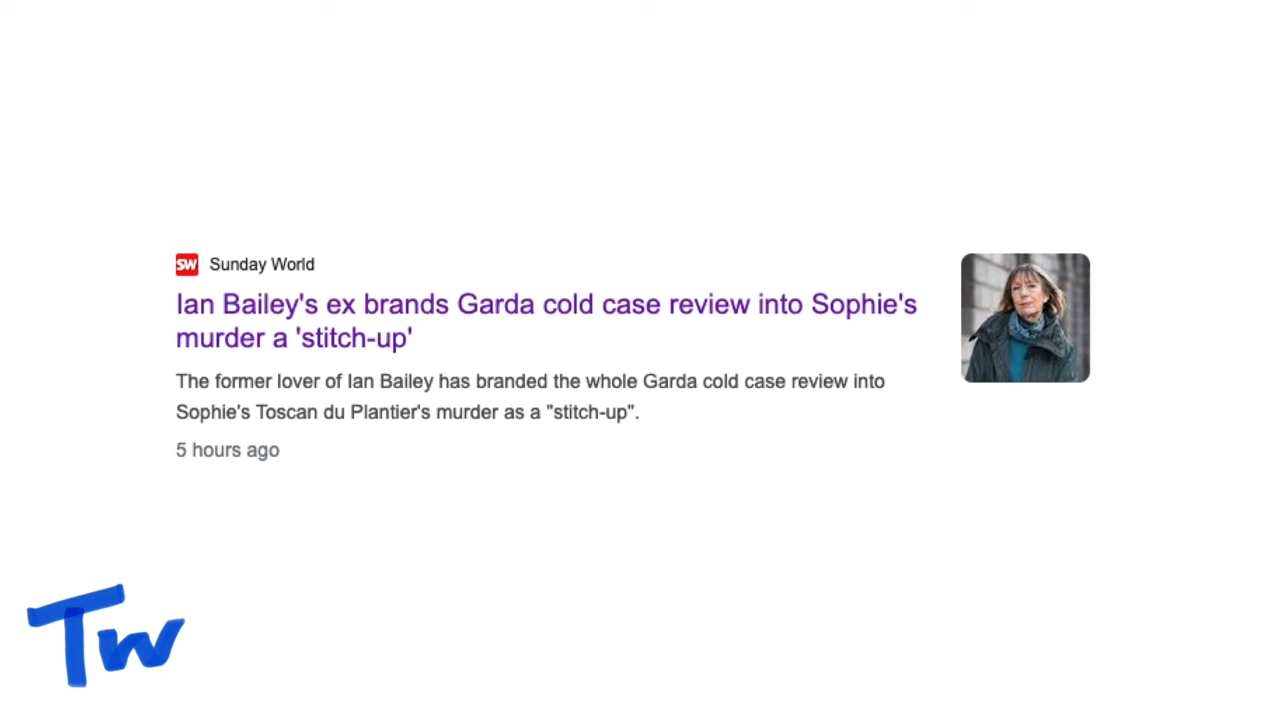 SW Sunday World
Ian Bailey's ex brands Garda cold case review into Sophie's
murder a 'stitch-up'
The former lover of Ian Bailey has branded the whole Garda cold case review into
Sophie's Toscan du Plantier's murder as a "stitch-up".
5 hours ago
Tw